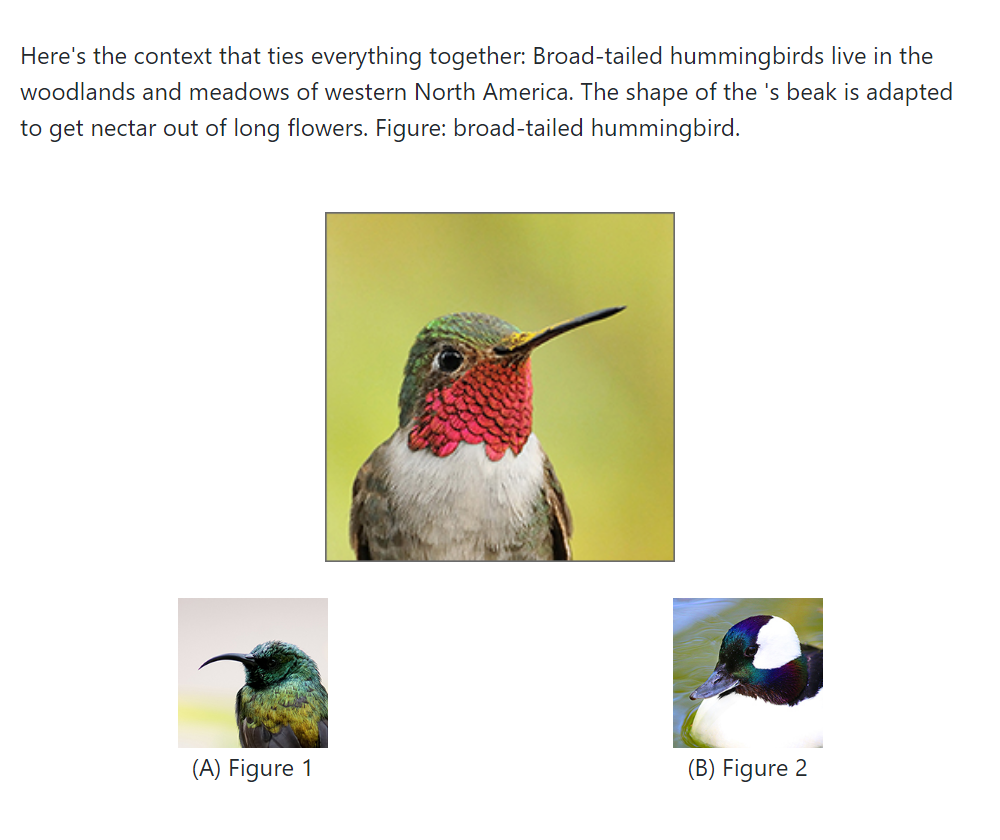 Here's the context that ties everything together: Broad-tailed hummingbirds live in the
woodlands and meadows of western North America. The shape of the 's beak is adapted
to get nectar out of long flowers. Figure: broad-tailed hummingbird.
(A) Figure 1
(B) Figure 2